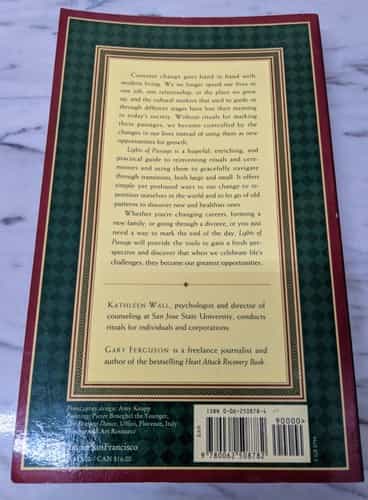 Constant change goes hand in hand with
modern living. We no longer spend our lives in
one job, one relationship, or the place we grew
up, and the cultural markers that used to guide us
through different stages have lost their meaning
in today's society. Without rituals for marking
these passages, we become controlled by the
changes in our lives instead of using them as new
opportunities for growth.
Lights of Passage is a hopeful, enriching, and
practical guide to reinventing rituals and cere-
monies and using them to gracefully navigate
through transitions, both large and small. It offers
simple yet profound ways to use change to re-
position ourselves in the world and to let go of old
patterns to discover new and healthier ones.
Whether you're changing careers, forming a
new family, or going through a divorce, or you just
need a way to mark the end of the day, Lights of
Passage will provide the tools to gain a fresh per-
spective and discover that when we celebrate life's
challenges, they become our greatest opportunities.
KATHLEEN WALL, psychologist and director of
counseling at San Jose State University, conducts
rituals for individuals and corporations.
GARY FERGUSON is a freelance journalist and
author of the bestselling Heart Attack Recovery Book.
Front cover design: Amy Knapp
Painting: Pieter Brueghel the Younger,
Dance, Uffizi, Florence, Italy
Art Resource
SanFrancisco
/ CAN $16.00
ISBN 0-06-250878-4
90000>
9 780062 508782